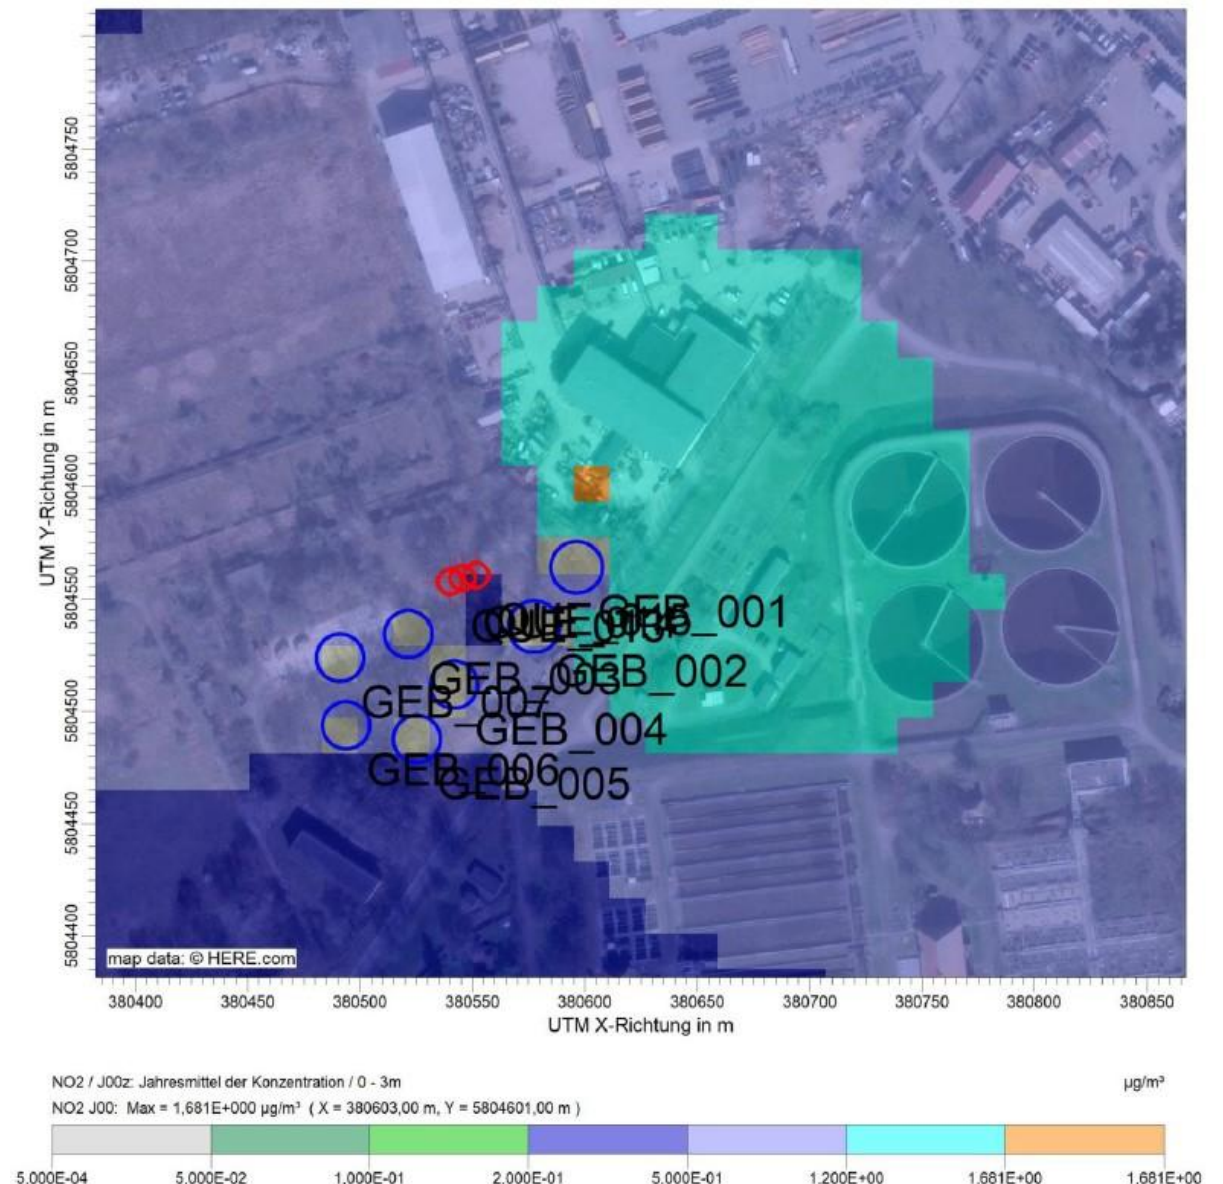 5804750
5804700
5804650
5804600
5804550
5804500
5804450
5804400
UTM Y-Richtung in m
GEB_001
GEB_002
GEB_003
GEB_007
GEB_004
GEB_006
GEB_005
map data: © HERE.com
380400 380450 380500 380550 380600 380650 380700 380750 380800 380850
UTM X-Richtung in m
NO2 / J00z: Jahresmittel der Konzentration / 0 - 3m µg/m³
NO2 J00: Max = 1,681E+000 µg/m³ ( X = 380603,00 m, Y = 5804601,00 m )
5.000E-04 5.000E-02 1.000E-01 2.000E-01 5.000E-01 1.200E+00 1.681E+00 1.681E+00